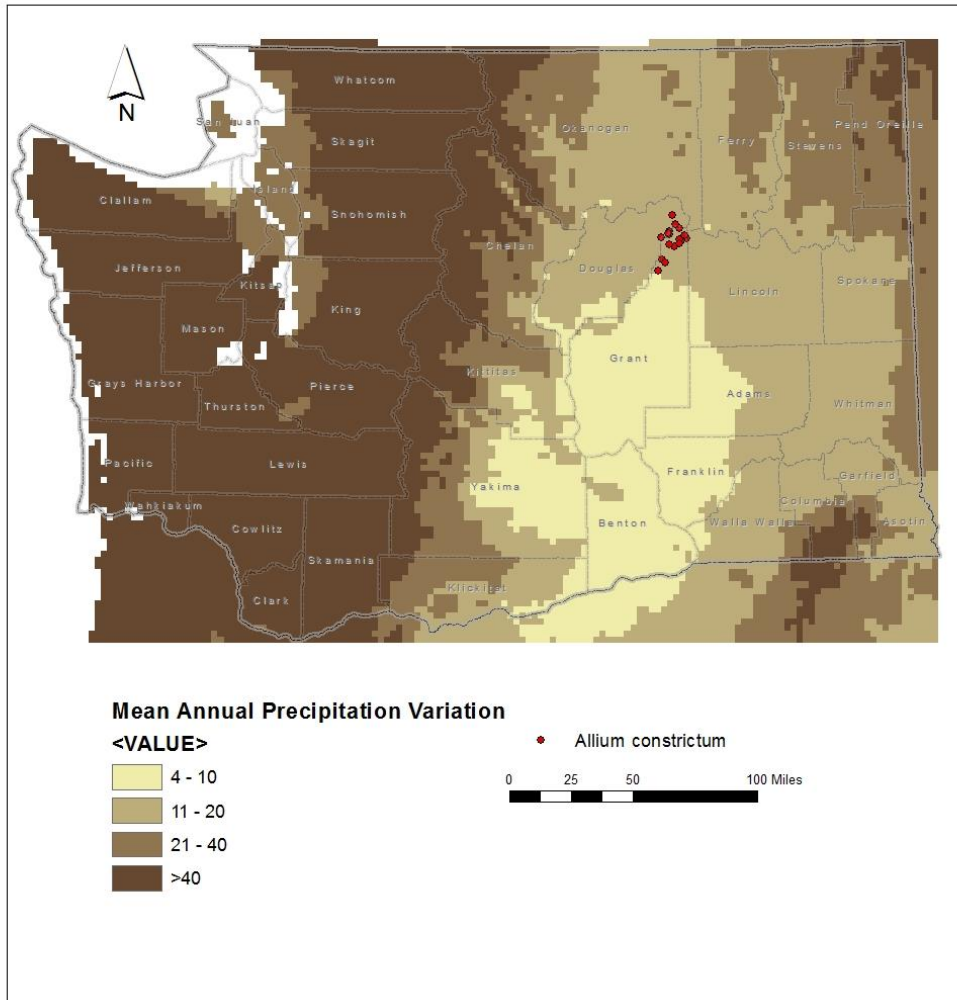 Whatcom
Okanogan
Pend Oreille
N
San Juan
Skagit
Ferry
Stevens
Island
Clallam
Snohomish
Chelan
Jefferson
Douglas
Kitsap
Lincoln
Spokane
King
Mason
Grant
Grays Harbor
Pierce
Kittitas
Adams
Thurston
Whitman
Pacific
Lewis
Yakima
Franklin
Garfield
Wahkiakum
Columbia
Cowlitz
Benton
Walla Walla
Asotin
Skamania
Klickitat
Clark
Mean Annual Precipitation Variation
<VALUE>
4 - 10
11 - 20
21 - 40
>40
Allium constrictum
0 25 50 100 Miles